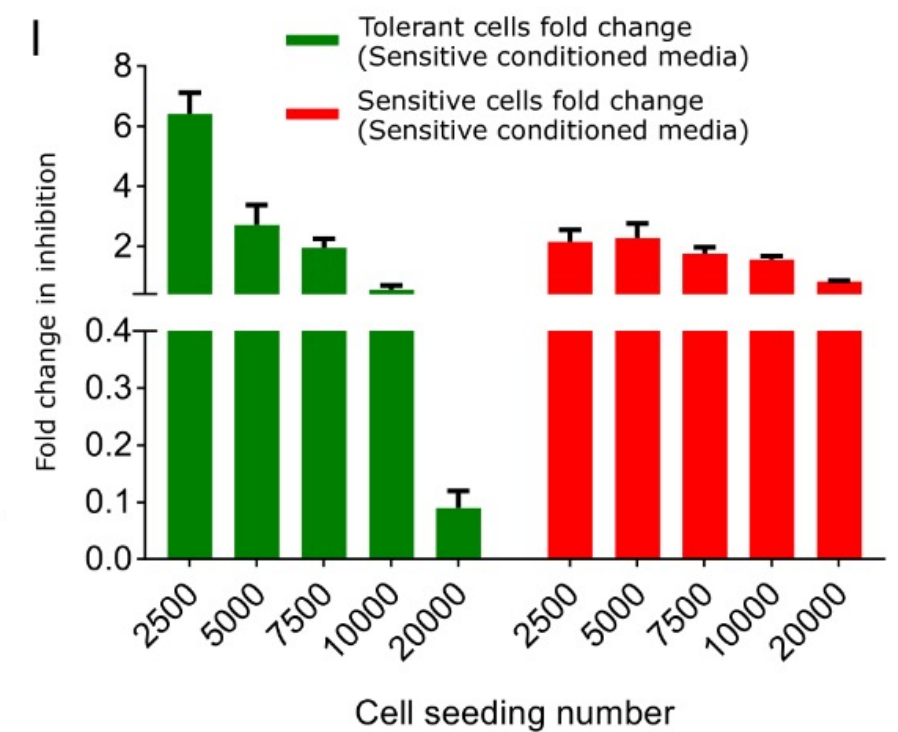 I
Tolerant cells fold change
(Sensitive conditioned media)
Sensitive cells fold change
(Sensitive conditioned media)
Fold change in inhibition
8
6
4
2
0.4
0.3
0.2
0.1
0.0
2500 5000 7500 10000 20000 2500 5000 7500 10000 20000
Cell seeding number